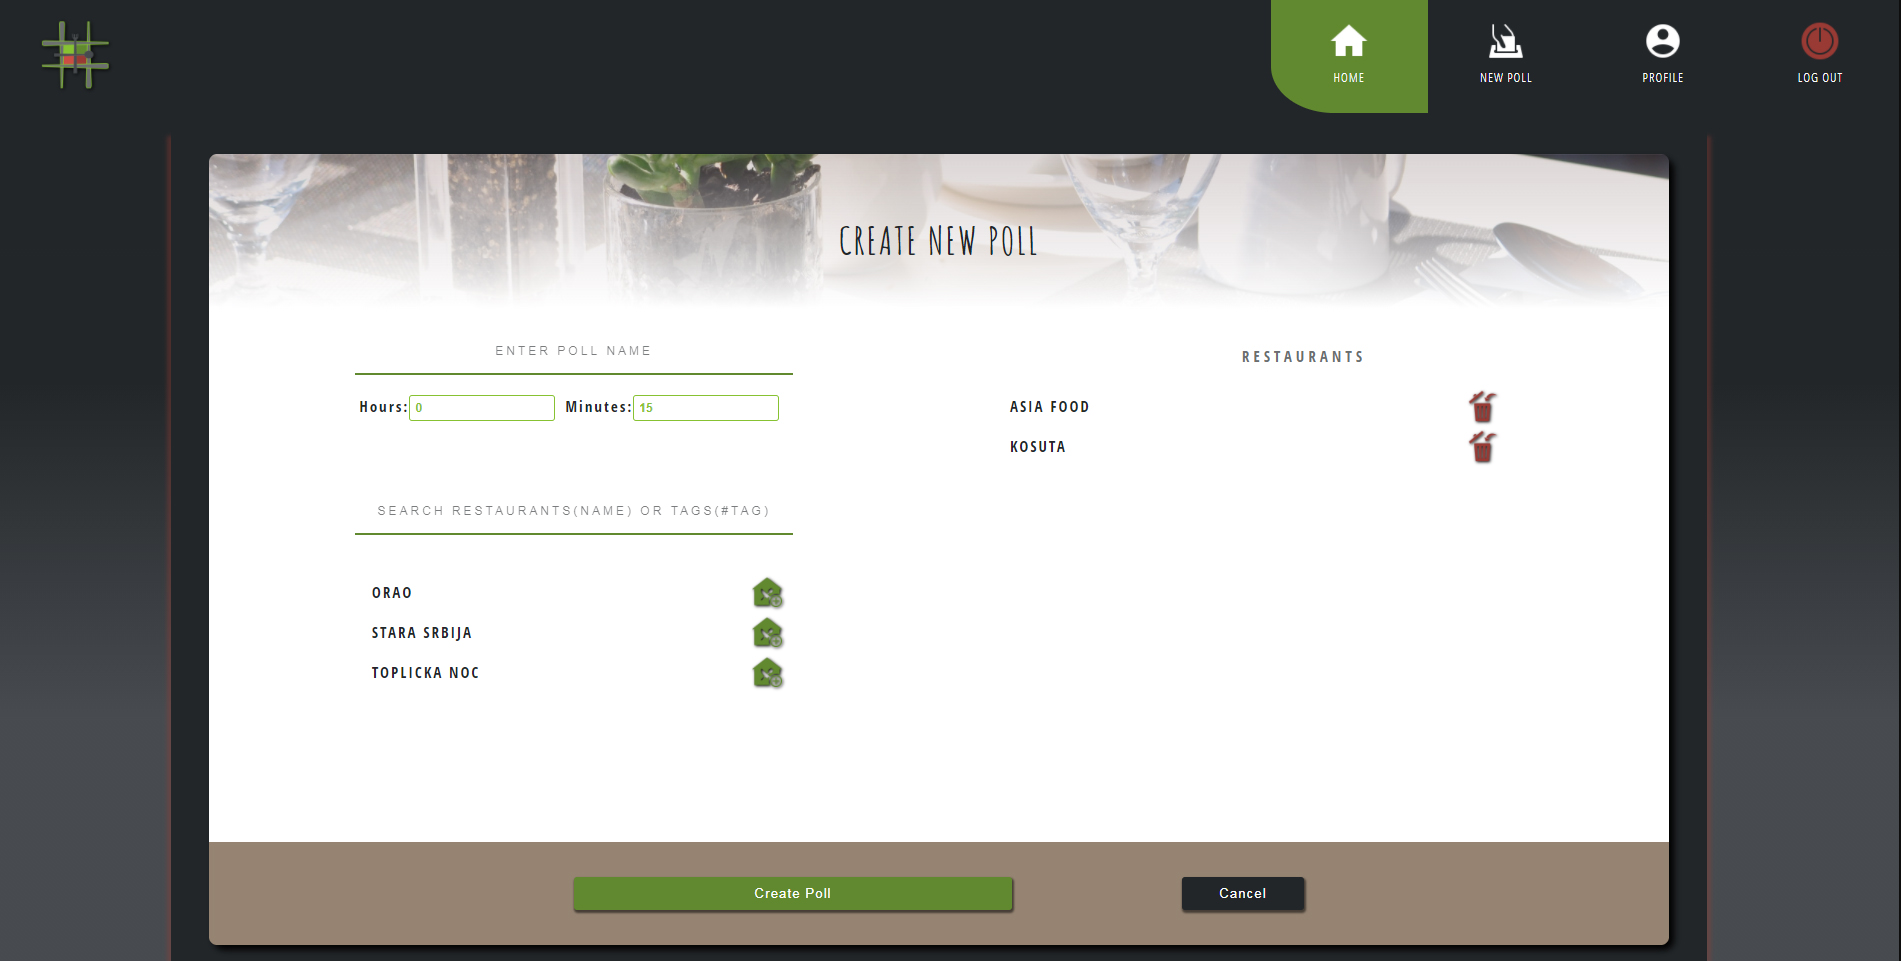 HOME
NEW POLL
PROFILE
LOG OUT
CREATE NEW POLL
ENTER POLL NAME
Hours: 0 Minutes: 15
SEARCH RESTAURANTS(NAME) OR TAGS(#TAG)
ORAO
STARA SRBIJA
TOPLICKA NOC
RESTAURANTS
ASIA FOOD
KOSUTA
Create Poll
Cancel